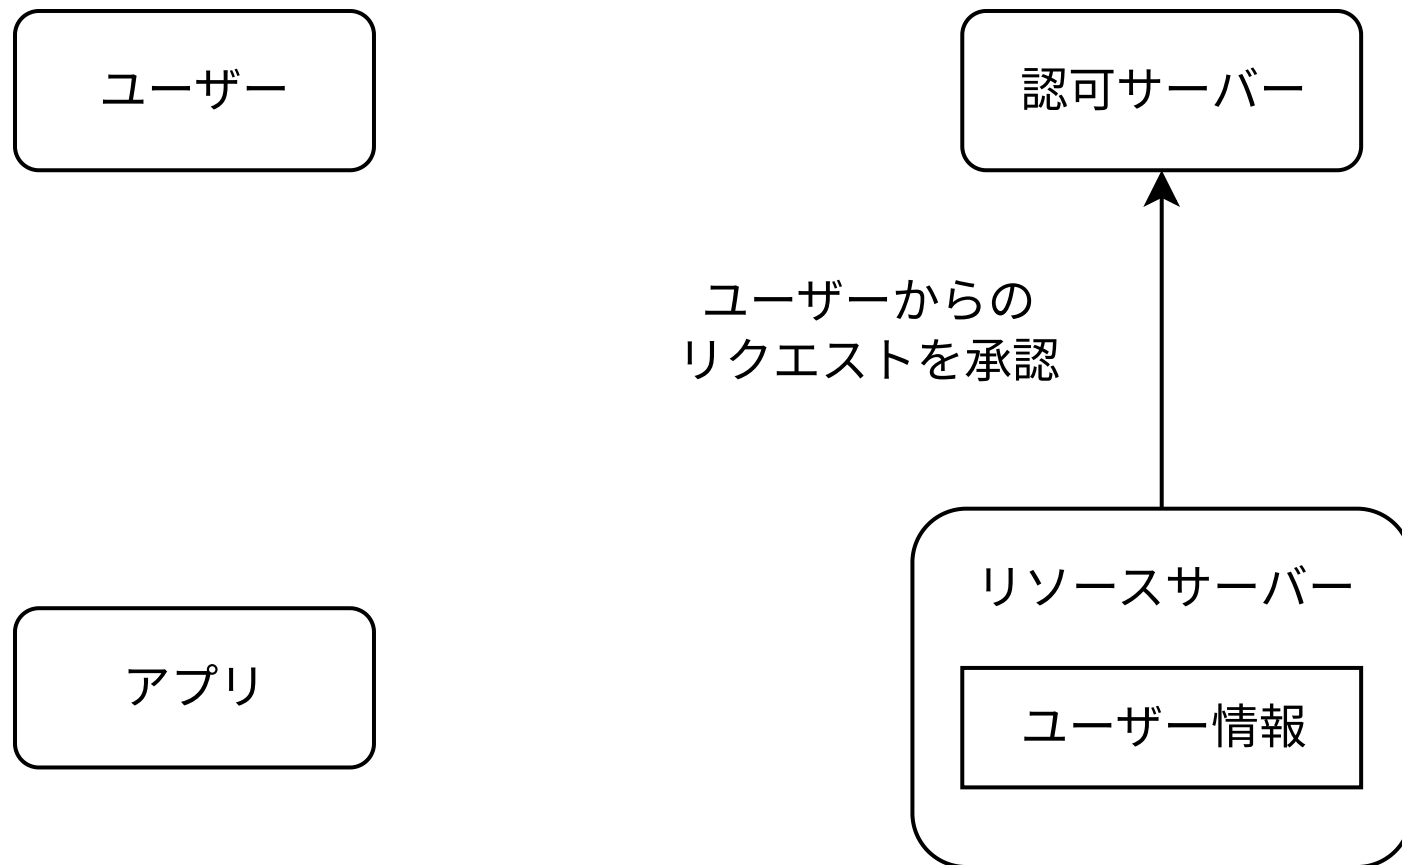 ユーザー
認可サーバー
ユーザーからの
リクエストを承認
リソースサーバー
アプリ
ユーザー情報